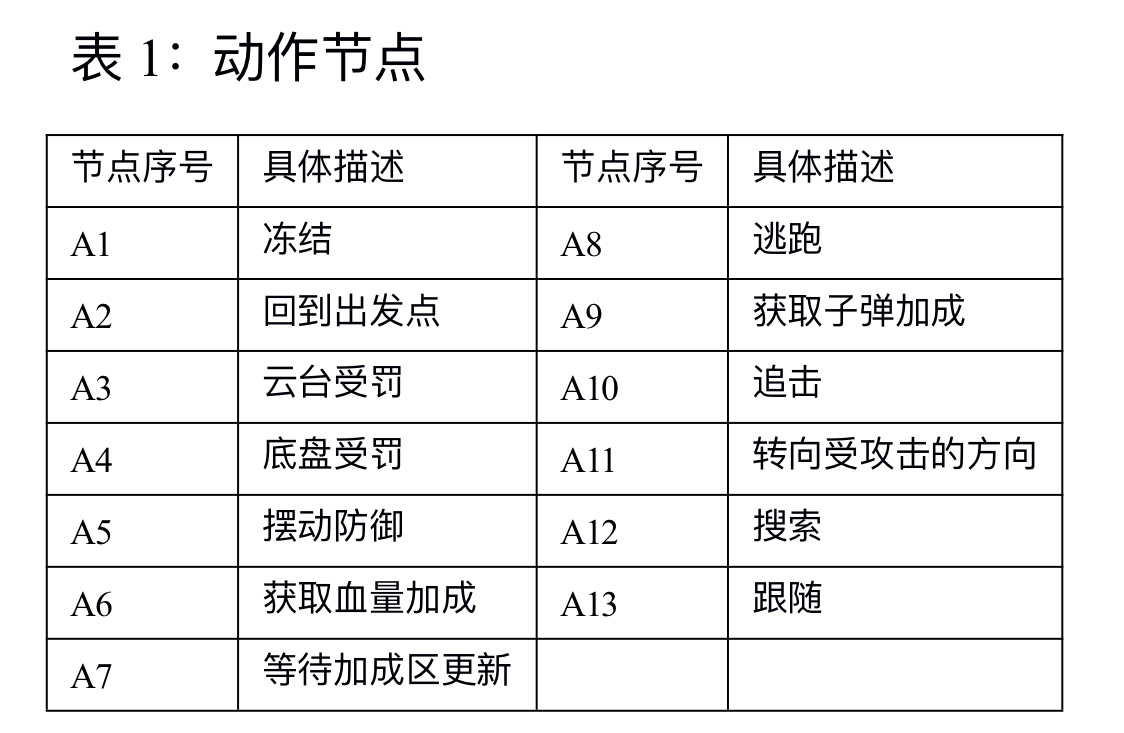 表 1：动作节点
节点序号 具体描述 节点序号 具体描述
A1 冻结 A8 逃跑
A2 回到出发点 A9 获取子弹加成
A3 云台受罚 A10 追击
A4 底盘受罚 A11 转向受攻击的方向
A5 摆动防御 A12 搜索
A6 获取血量加成 A13 跟随
A7 等待加成区更新